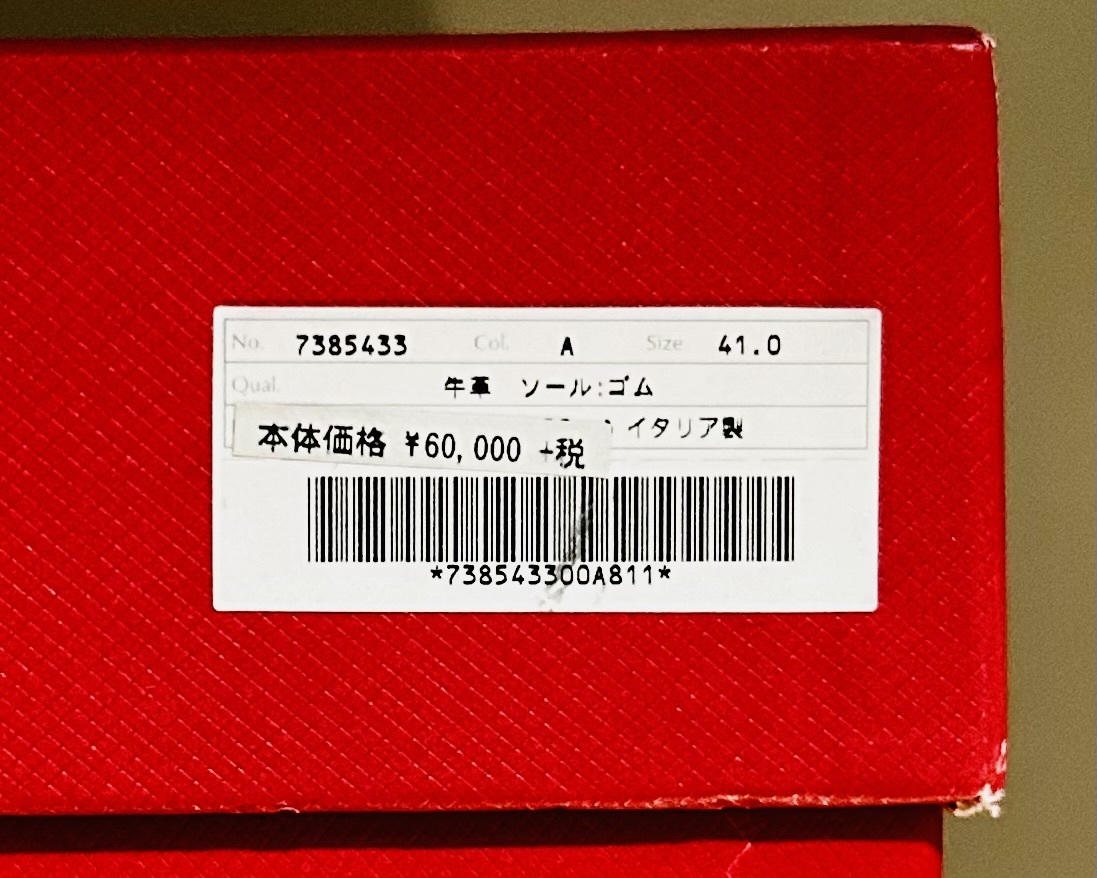 No. 7385433 Col. A Size 41.0
Qual. 牛革 ソール:ゴム
イタリア製
本体価格 ¥60,000 +税
*738543300A811*